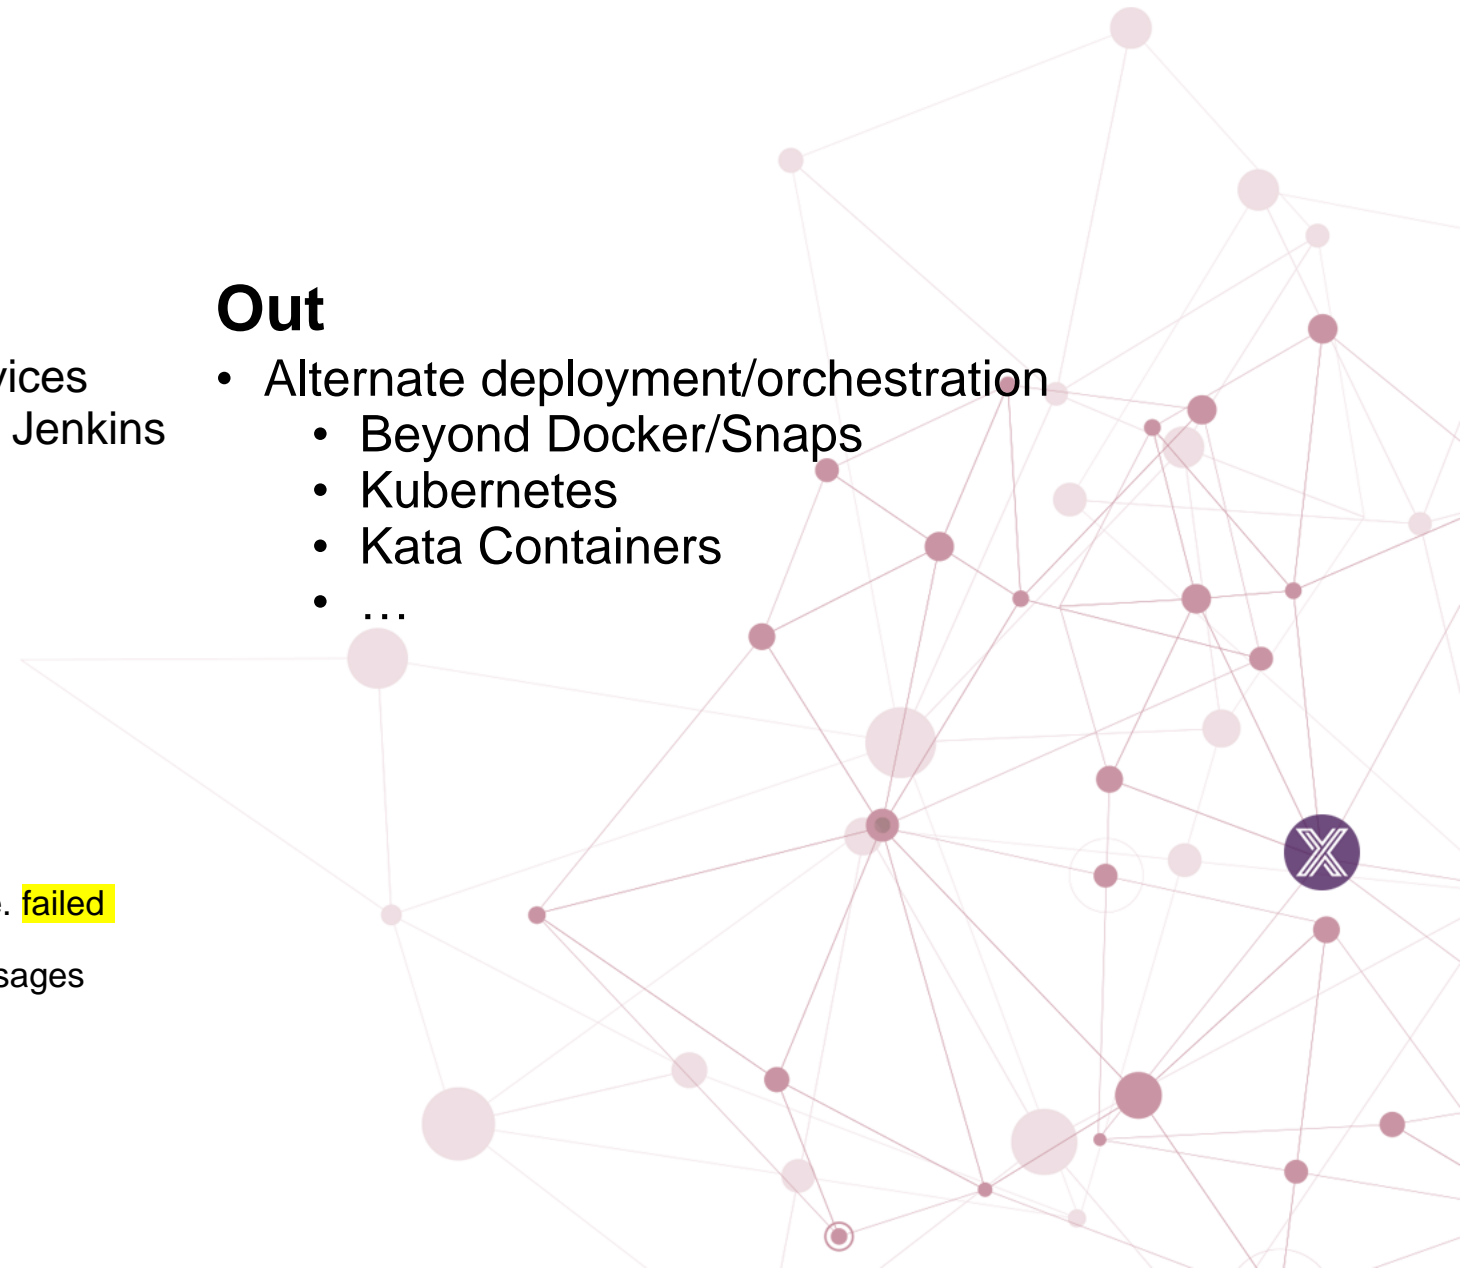 Out
vices
• Alternate deployment/orchestration
Jenkins
• Beyond Docker/Snaps
• Kubernetes
• Kata Containers
• …
e. failed
sages